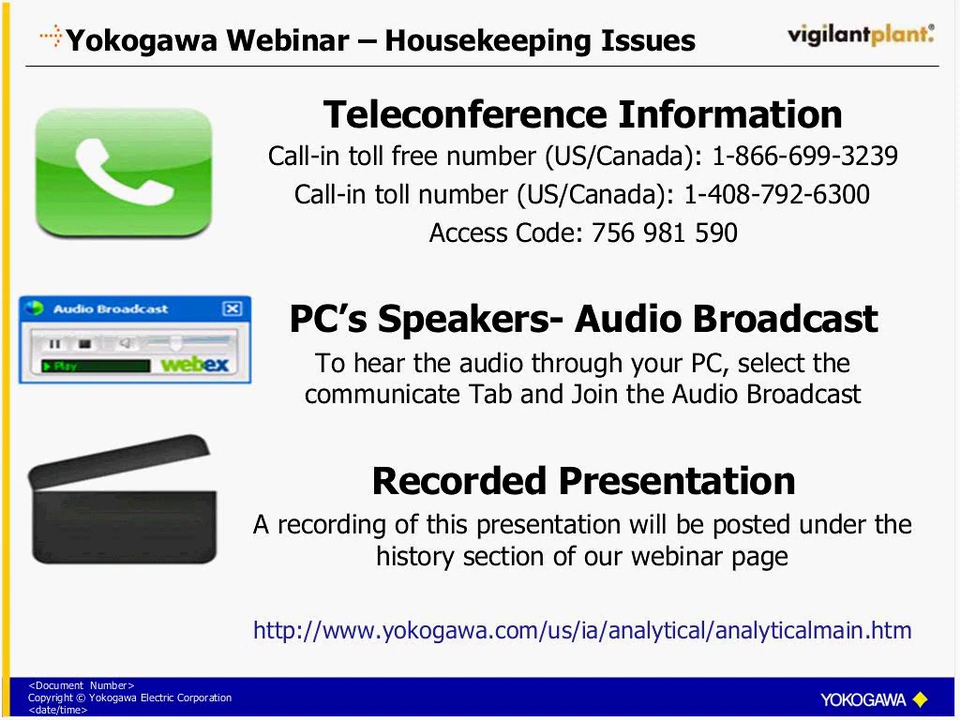 Yokogawa Webinar – Housekeeping Issues
vigilantplant.®
Teleconference Information
Call-in toll free number (US/Canada): 1-866-699-3239
Call-in toll number (US/Canada): 1-408-792-6300
Access Code: 756 981 590
Audio Broadcast
Play
webex
PC’s Speakers- Audio Broadcast
To hear the audio through your PC, select the
communicate Tab and Join the Audio Broadcast
Recorded Presentation
A recording of this presentation will be posted under the
history section of our webinar page
http://www.yokogawa.com/us/ia/analytical/analyticalmain.htm
<Document Number>
Copyright © Yokogawa Electric Corporation
<date/time>
YOKOGAWA